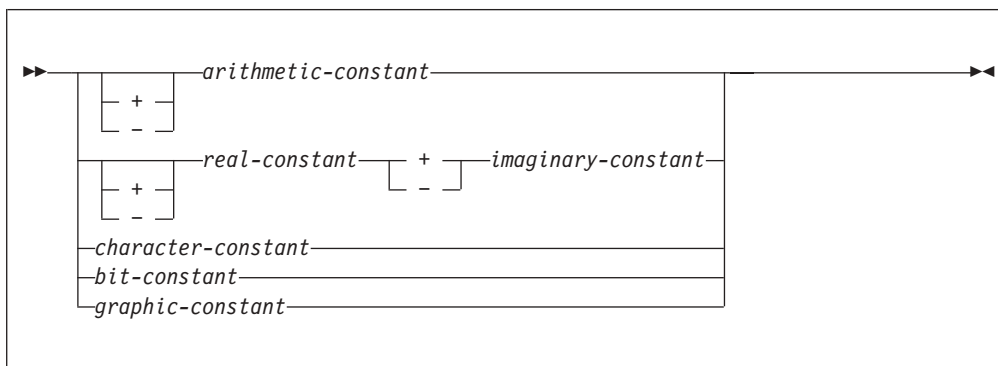 arithmetic-constant
+
−
real-constant + imaginary-constant
+ −
−
character-constant
bit-constant
graphic-constant